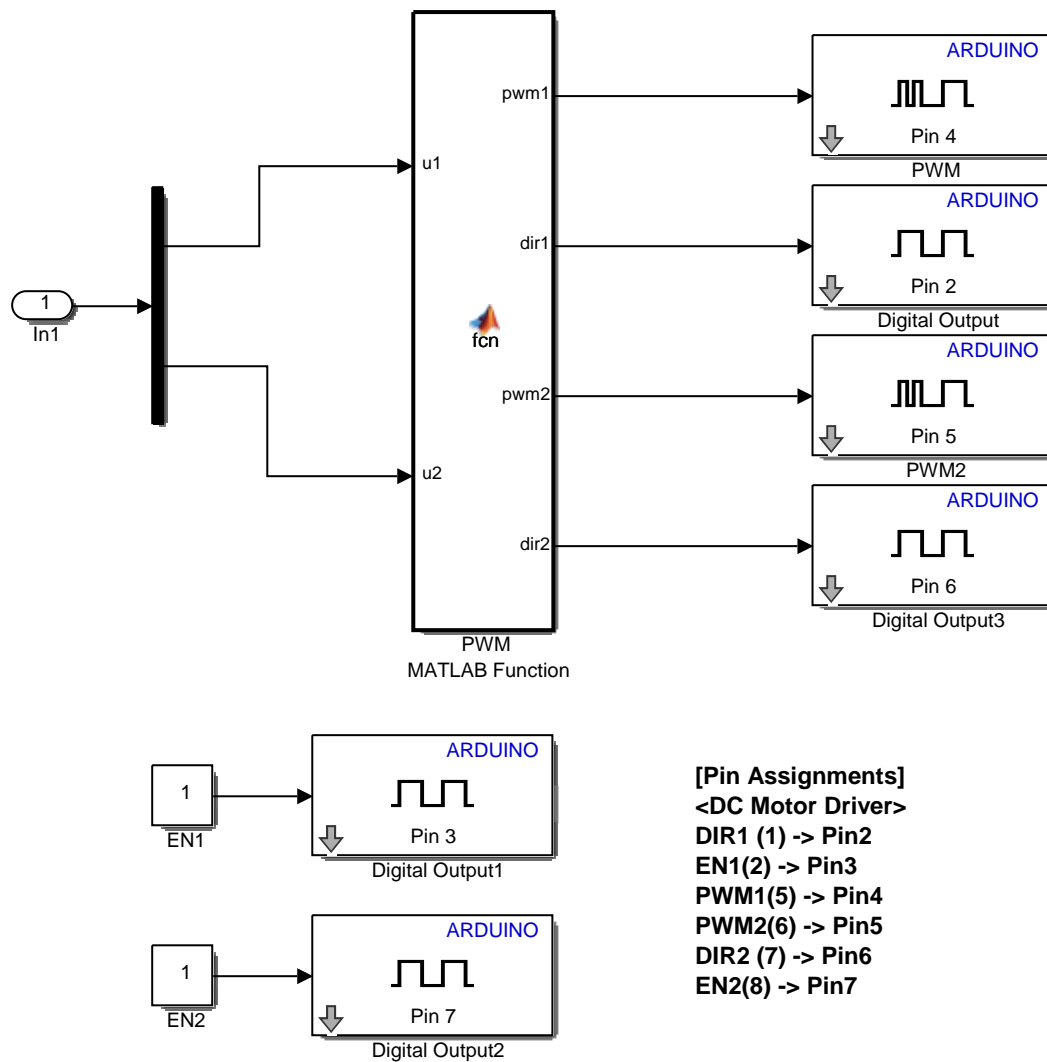 ARDUINO
Pin 4
PWM
ARDUINO
Pin 2
Digital Output
ARDUINO
Pin 5
PWM2
ARDUINO
Pin 6
Digital Output3
pwm1
u1
dir1
1
In1
fcn
pwm2
u2
dir2
PWM
MATLAB Function
ARDUINO
1
Pin 3
EN1
Digital Output1
ARDUINO
1
Pin 7
EN2
Digital Output2
[Pin Assignments]
<DC Motor Driver>
DIR1 (1) -> Pin2
EN1(2) -> Pin3
PWM1(5) -> Pin4
PWM2(6) -> Pin5
DIR2 (7) -> Pin6
EN2(8) -> Pin7